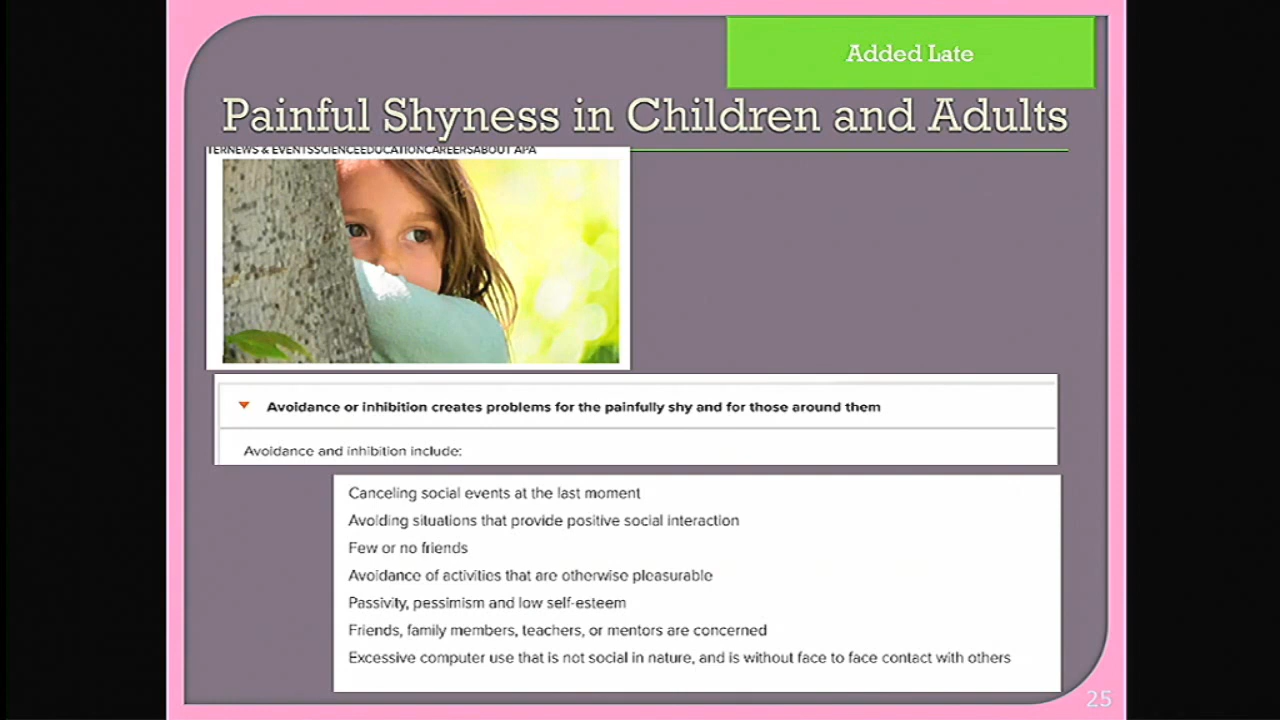 Added Late
Painful Shyness in Children and Adults
TERNEWS & EVENTSSCIENCEEDUCATIONCAREERSABOUT APA
Avoidance or inhibition creates problems for the painfully shy and for those around them
Avoidance and inhibition include:
Canceling social events at the last moment
Avoiding situations that provide positive social interaction
Few or no friends
Avoidance of activities that are otherwise pleasurable
Passivity, pessimism and low self-esteem
Friends, family members, teachers, or mentors are concerned
Excessive computer use that is not social in nature, and is without face to face contact with others
25